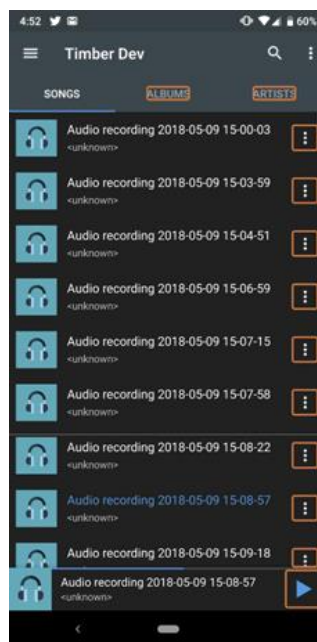 4:52 60%
Timber Dev
SONGS ALBUMS ARTISTS
Audio recording 2018-05-09 15-00-03
<unknown>
Audio recording 2018-05-09 15-03-59
<unknown>
Audio recording 2018-05-09 15-04-51
<unknown>
Audio recording 2018-05-09 15-06-59
<unknown>
Audio recording 2018-05-09 15-07-15
<unknown>
Audio recording 2018-05-09 15-07-58
<unknown>
Audio recording 2018-05-09 15-08-22
<unknown>
Audio recording 2018-05-09 15-08-57
<unknown>
Audio recording 2018-05-09 15-09-18
Audio recording 2018-05-09 15-08-57
<unknown>